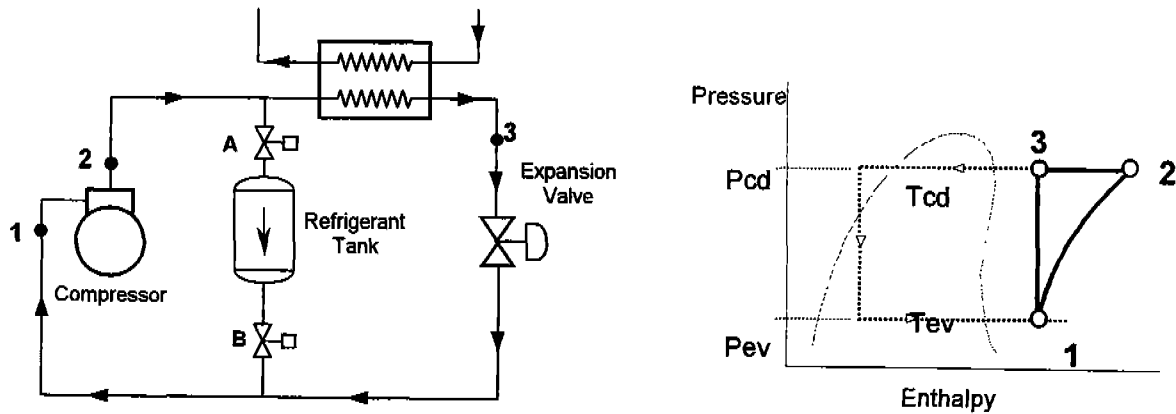 A
2
3
Expansion
Valve
1
Refrigerant
Tank
Compressor
B
Pressure
3
2
Pcd
Tcd
Tev
Pev
1
Enthalpy